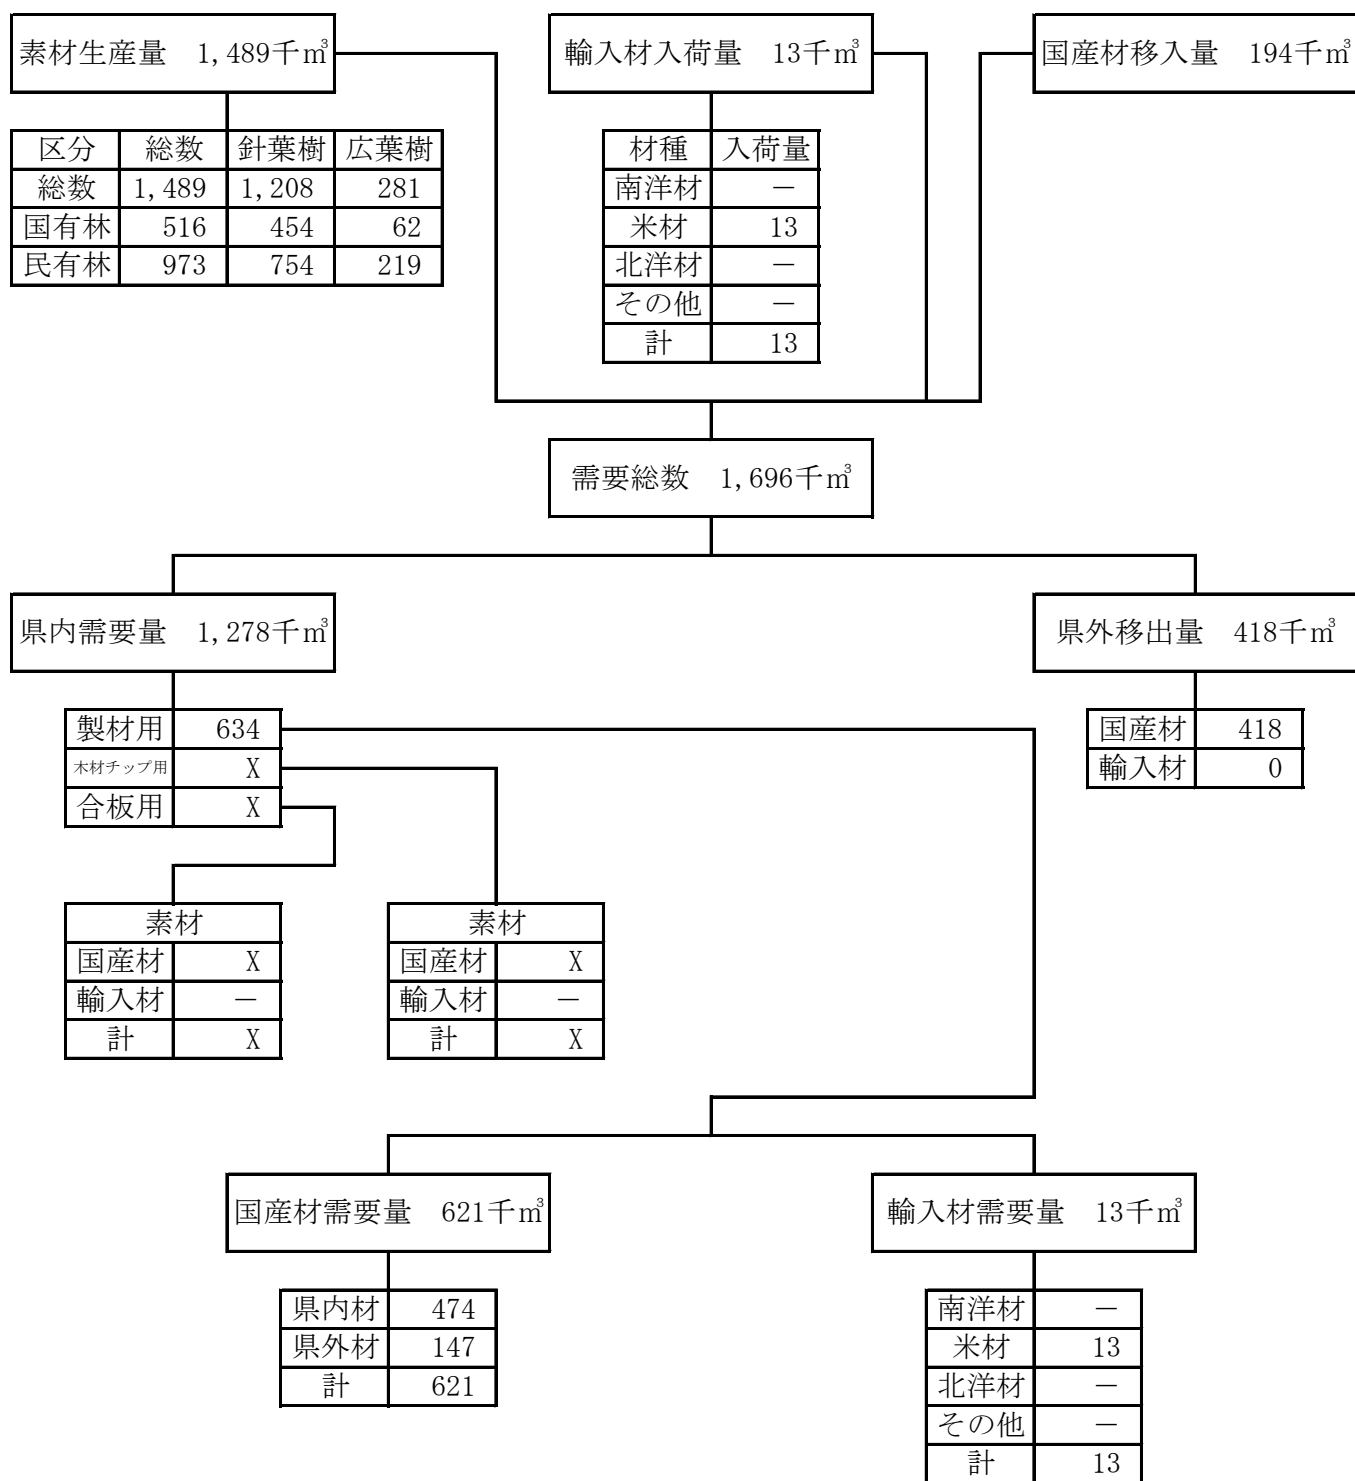 素材生産量　1,489千㎥
輸入材入荷量　13千㎥
国産材移入量　194千㎥
区分 総数 針葉樹 広葉樹
総数 1,489 1,208 281
国有林 516 454 62
民有林 973 754 219
材種 入荷量
南洋材 －
米材 13
北洋材 －
その他 －
計 13
需要総数　1,696千㎥
県内需要量　1,278千㎥
県外移出量　418千㎥
製材用 634
木材チップ用 X
合板用 X
国産材 418
輸入材 0
素材
国産材 X
輸入材 －
計 X
素材
国産材 X
輸入材 －
計 X
国産材需要量　621千㎥
輸入材需要量　13千㎥
県内材 474
県外材 147
計 621
南洋材 －
米材 13
北洋材 －
その他 －
計 13